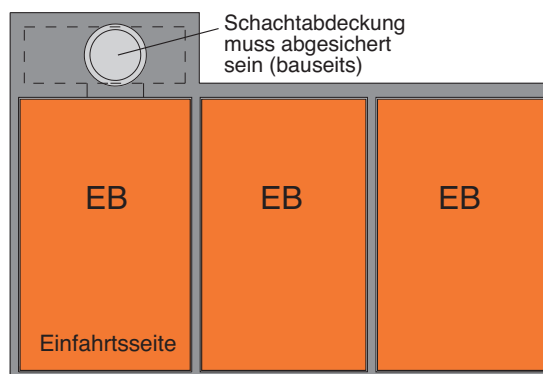 Schachtabdeckung
muss abgesichert
sein (bauseits)
EB
EB
EB
Einfahrtsseite